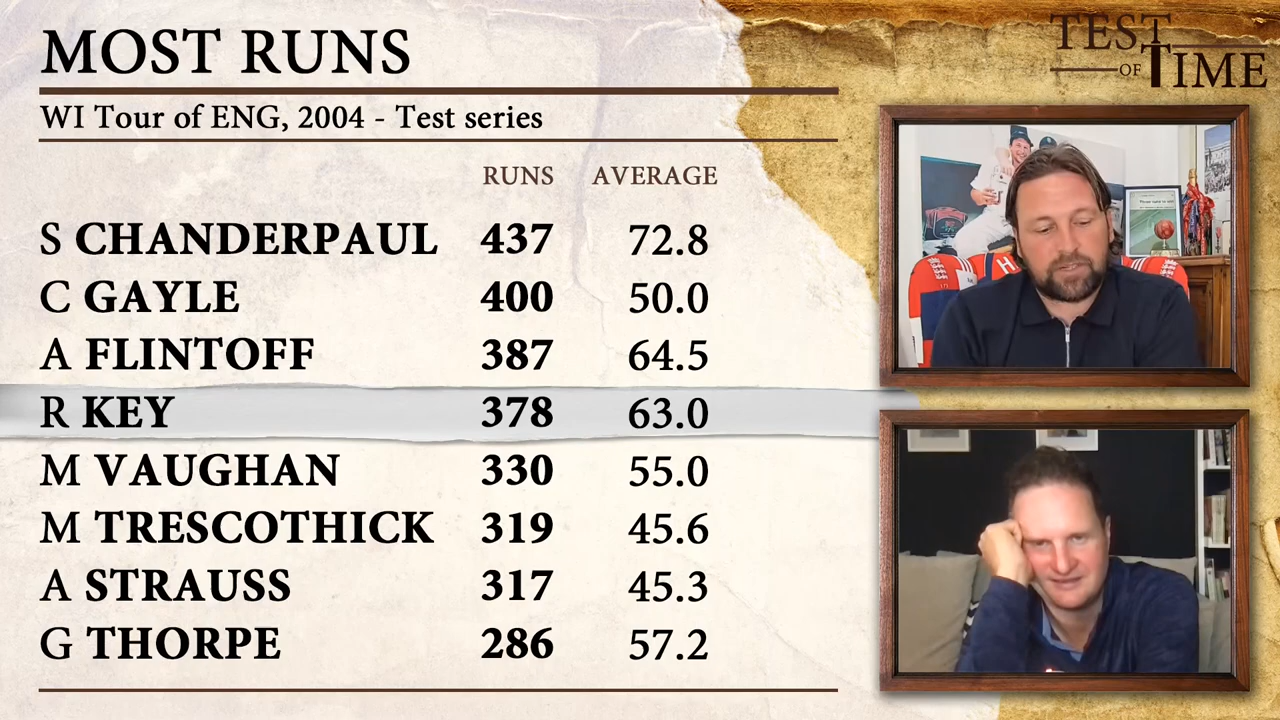 MOST RUNS
WI Tour of ENG, 2004 - Test series
RUNS AVERAGE
S CHANDERPAUL 437 72.8
C GAYLE 400 50.0
A FLINTOFF 387 64.5
R KEY 378 63.0
M VAUGHAN 330 55.0
M TRESCOTHICK 319 45.6
A STRAUSS 317 45.3
G THORPE 286 57.2
TEST
OF TIME
H